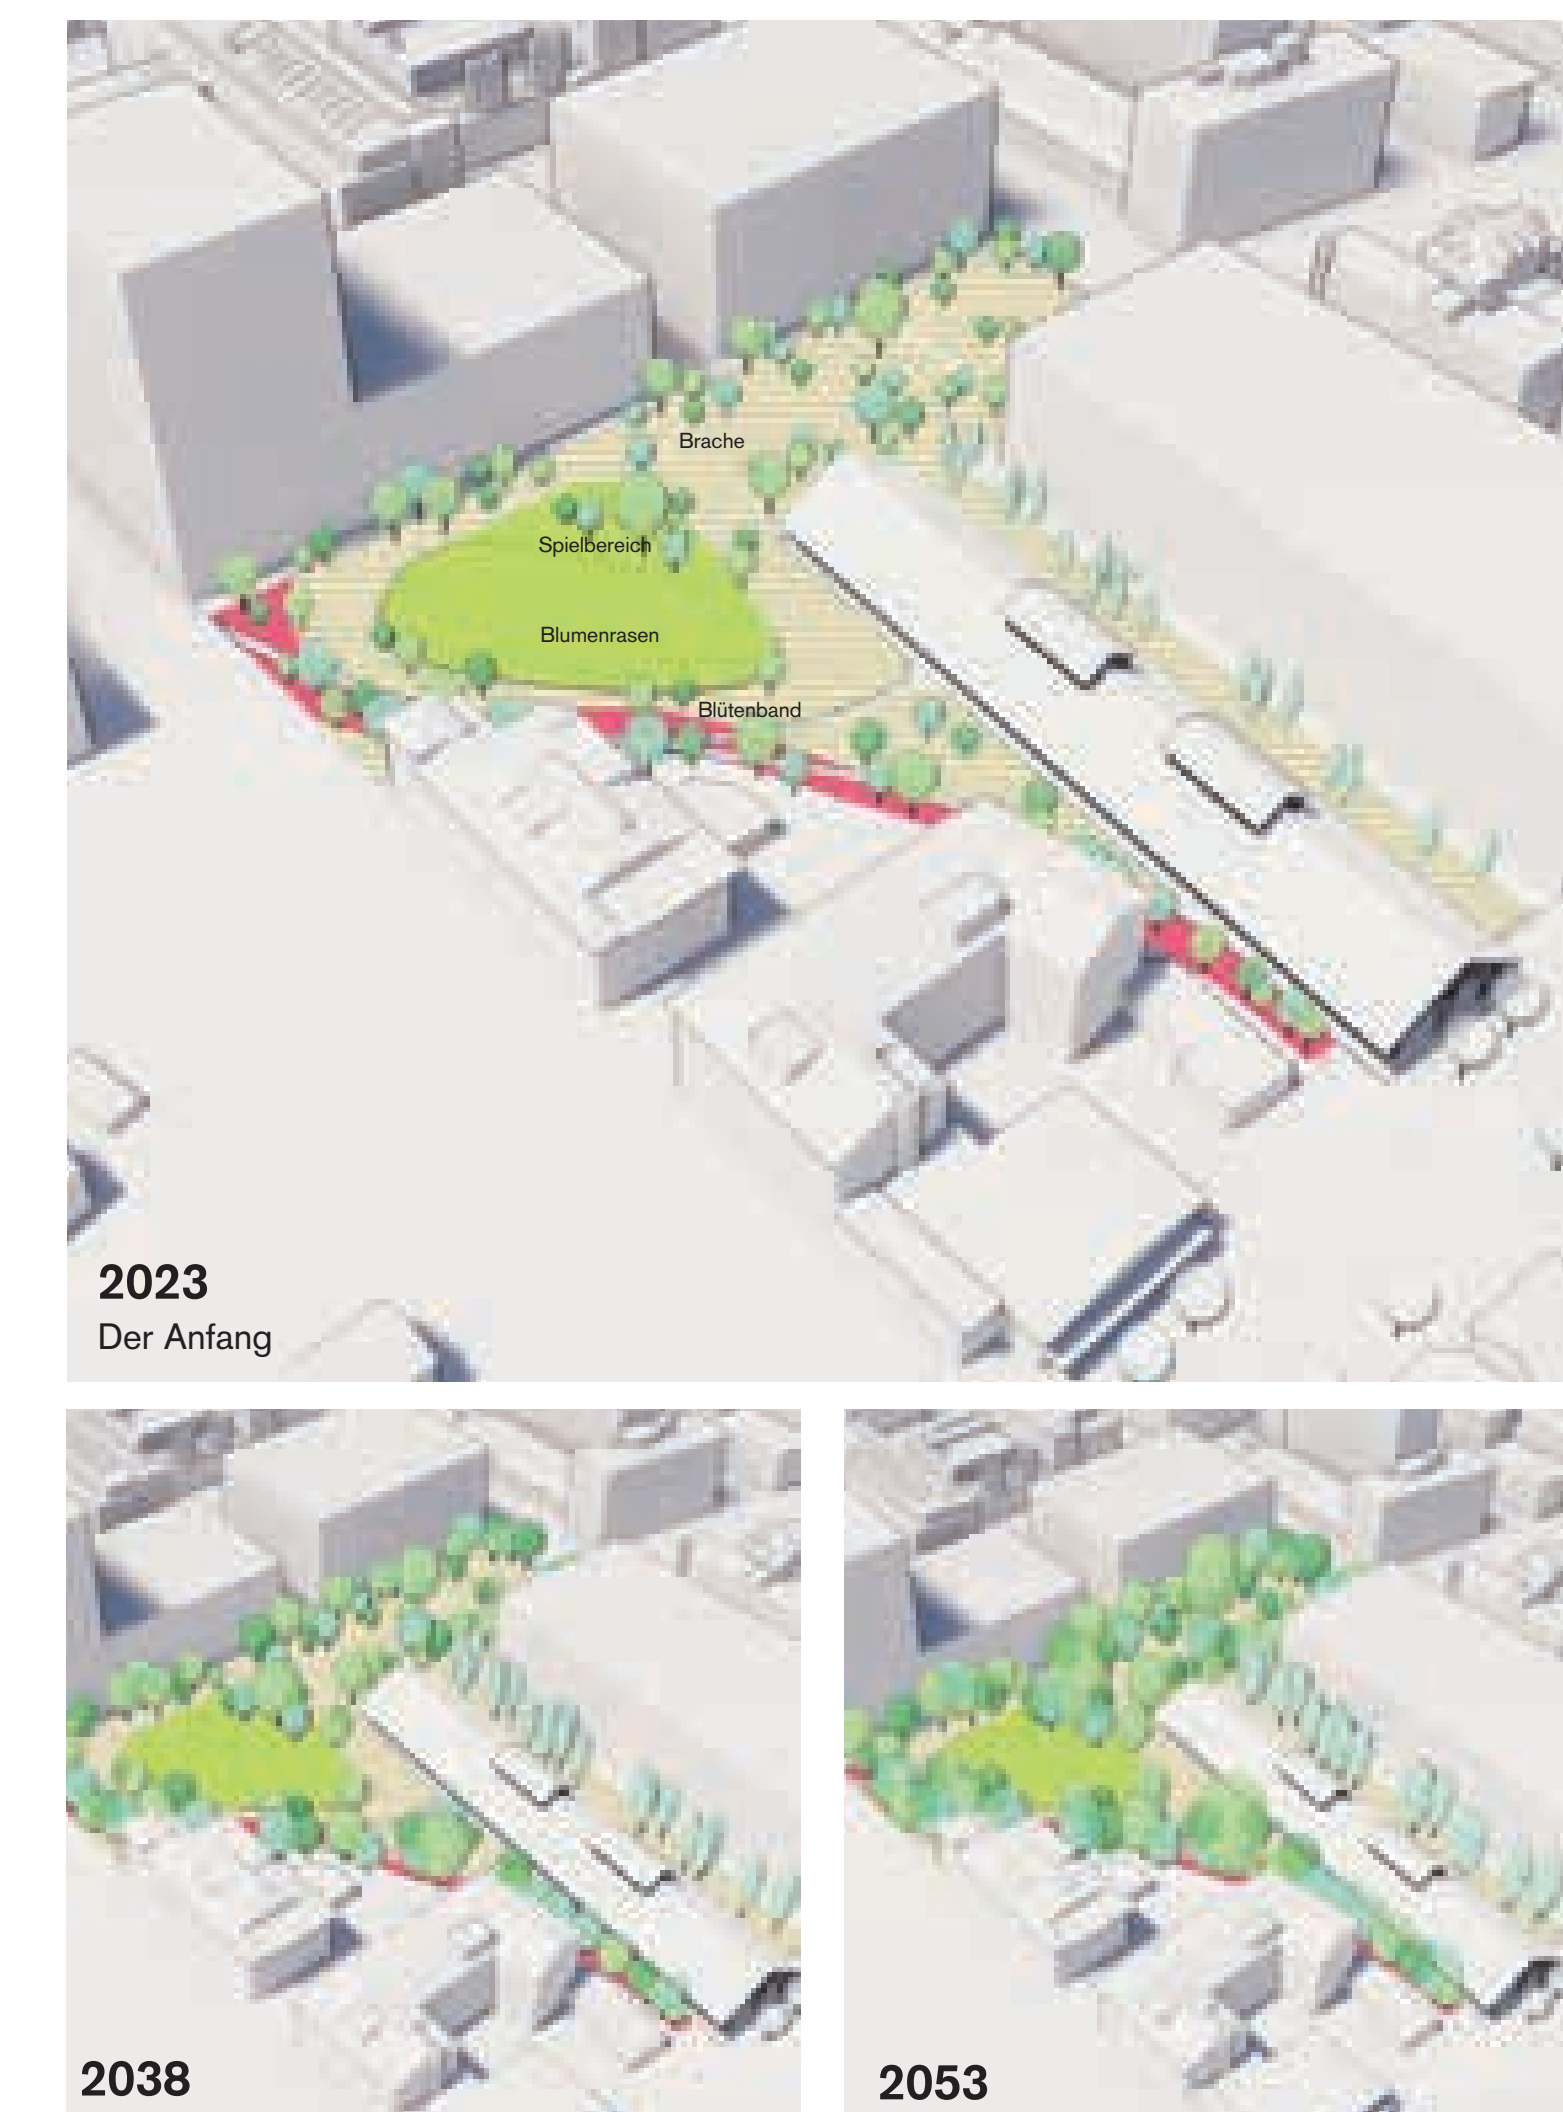 Brache
Spielbereich
Blumenrasen
Blütenband
2023
Der Anfang
2038
2053